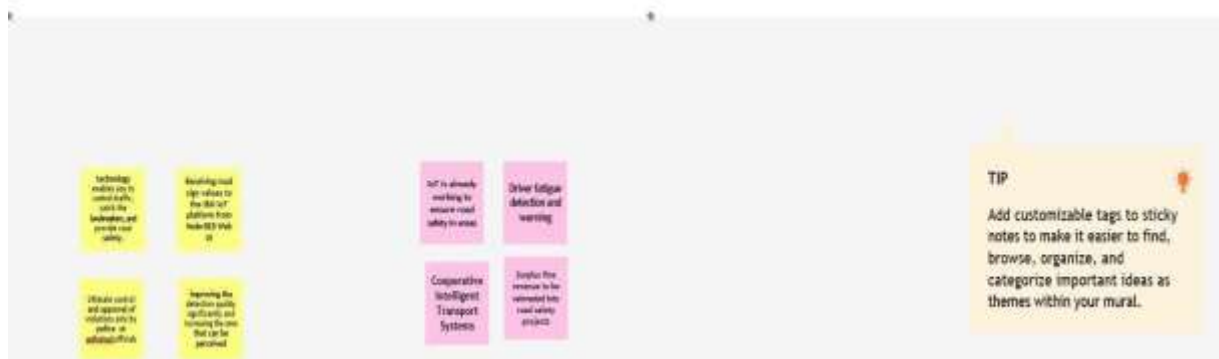 technology
enables you to
control traffic,
catch the
lawbreakers, and
provide road
safety.
Receiving road
sign values to
the IBM IoT
platform from
Node-RED Web
UI
IoT is already
working to
ensure road
safety in areas
Driver fatigue
detection and
warning
TIP
Add customizable tags to sticky
notes to make it easier to find,
browse, organize, and
categorize important ideas as
themes within your mural.
Ultimate control
and approval of
violations only by
police or
officials
Improving the
detection quality
significantly and
increasing the area
that can be
perceived
Cooperative
Intelligent
Transport
Systems
Surplus fine
revenue to be
reinvested into
road safety
projects